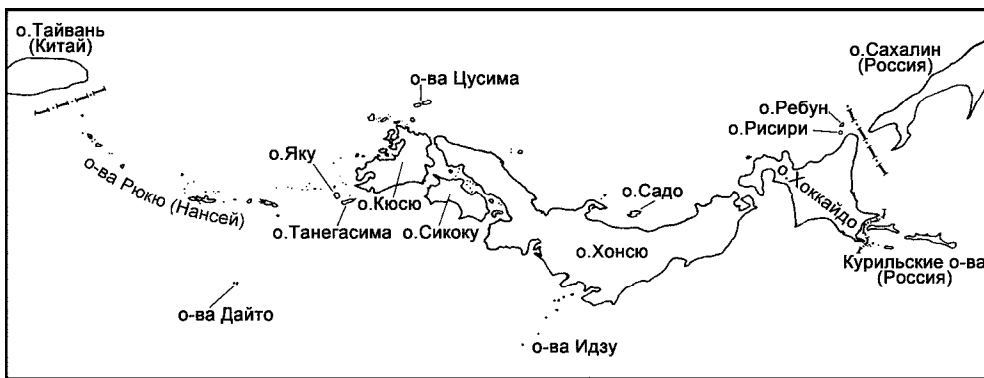 о.Тайвань
(Китай)
о-ва Цусима
о.Сахалин
(Россия)
о.Ребун
о.Рисири
о.Яку
о-ва Рюкю (Нансей)
о.Кюсю
о.Танегасима
о.Сикоку
о.Садо
о.Хоккайдо
о.Хонсю
Курильские о-ва
(Россия)
о-ва Дайто
о-ва Идзу